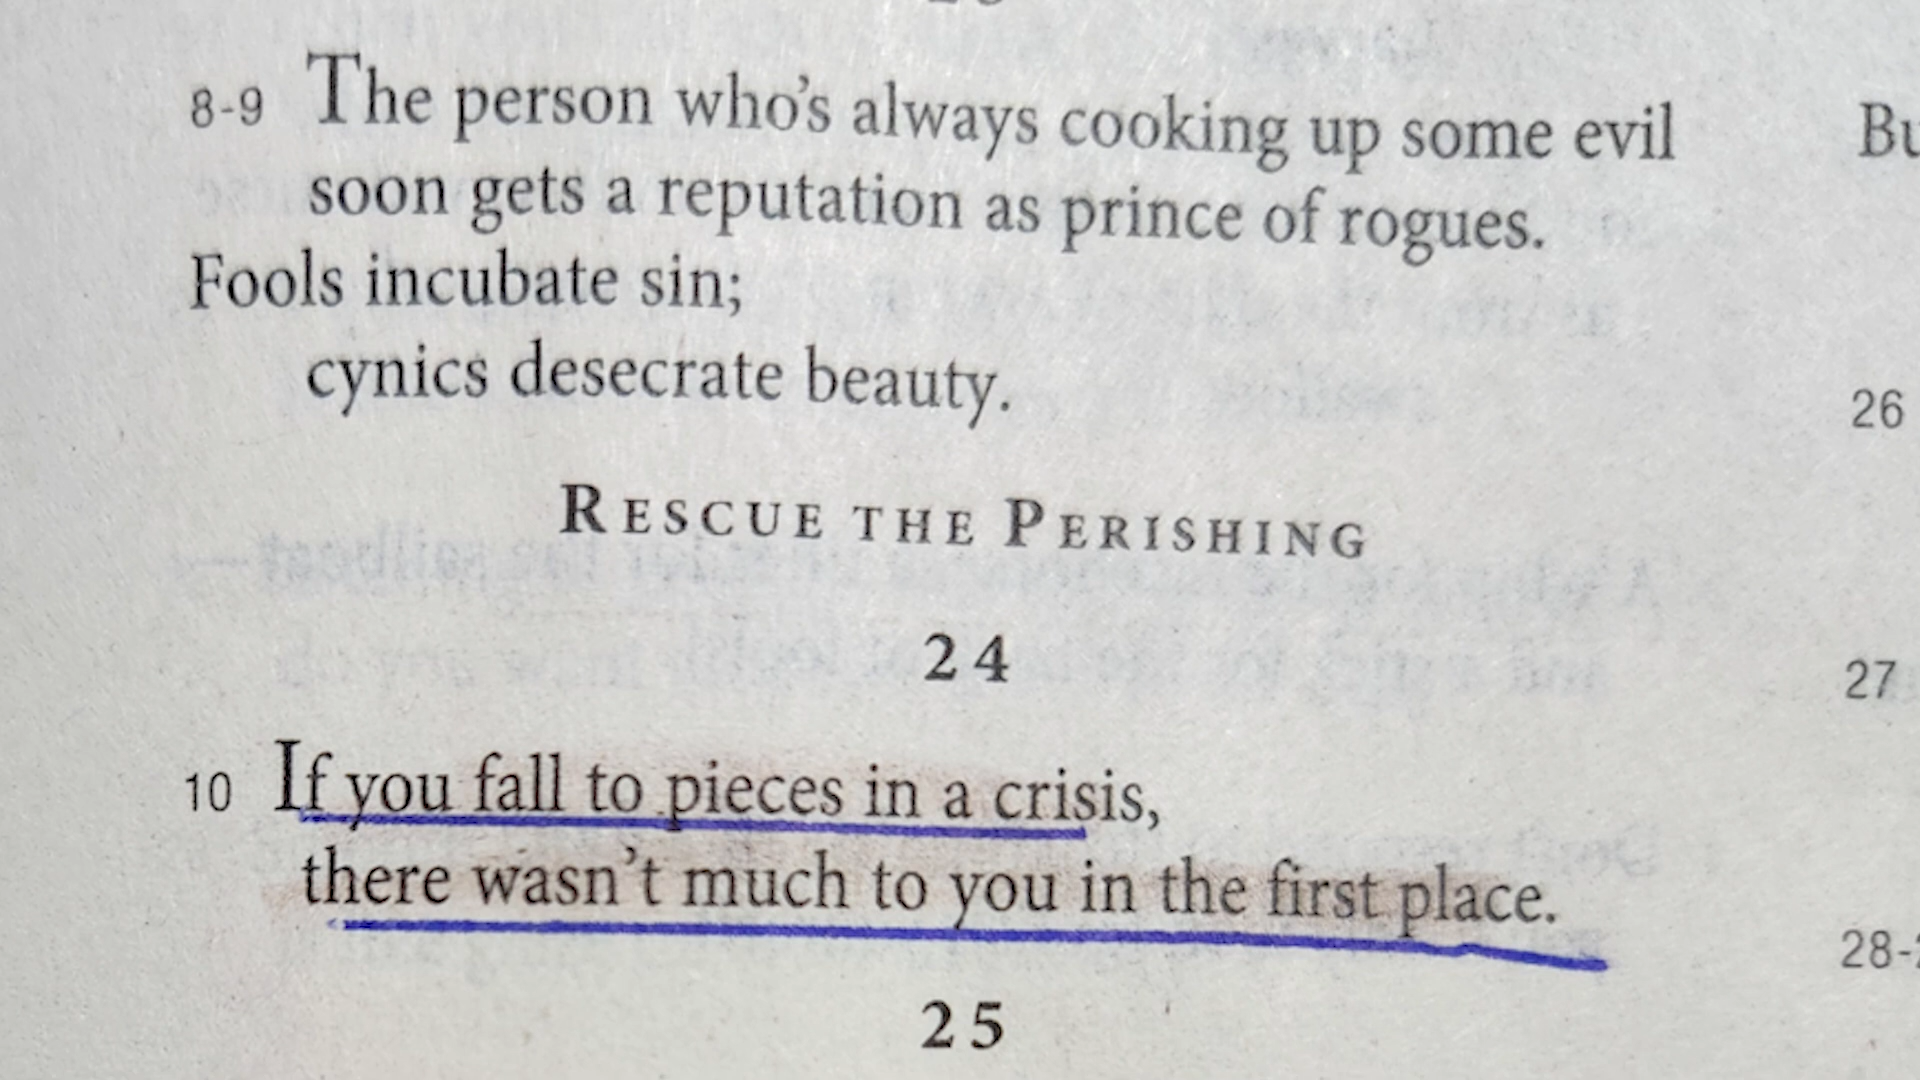 8-9 The person who's always cooking up some evil
soon gets a reputation as prince of rogues.
Fools incubate sin;
cynics desecrate beauty.
RESCUE THE PERISHING
24
10 If you fall to pieces in a crisis,
there wasn't much to you in the first place.
25
Bu
26
27
28-